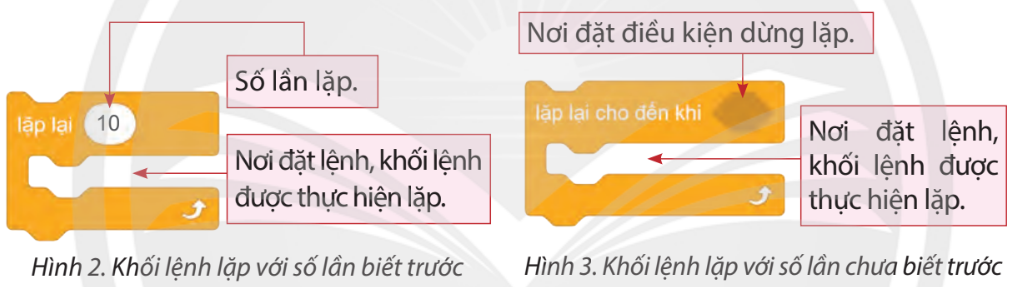 Số lần lặp.
lặp lại 10
Nơi đặt lệnh, khối lệnh
được thực hiện lặp.
Hình 2. Khối lệnh lặp với số lần biết trước
Nơi đặt điều kiện dừng lặp.
lặp lại cho đến khi
Nơi đặt lệnh,
khối lệnh được
thực hiện lặp.
Hình 3. Khối lệnh lặp với số lần chưa biết trước